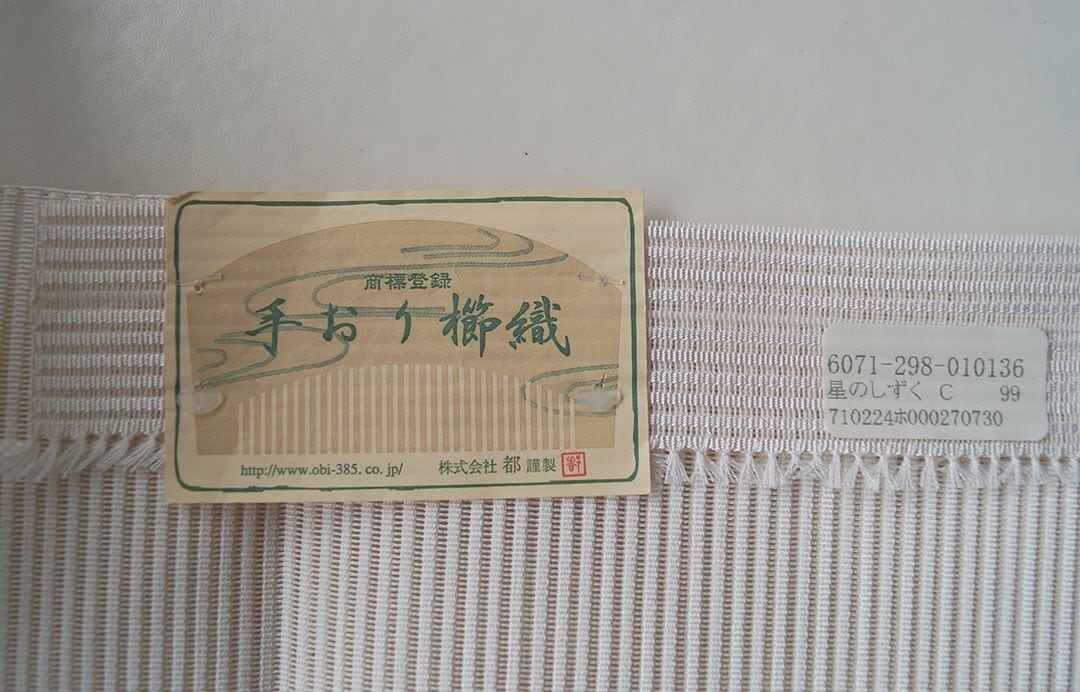 商標登録
手おり櫛織
http://www.obi-385.co.jp/ 株式会社 都 謹製
6071-298-010136
星のしずく C 99
710224ホ000270730